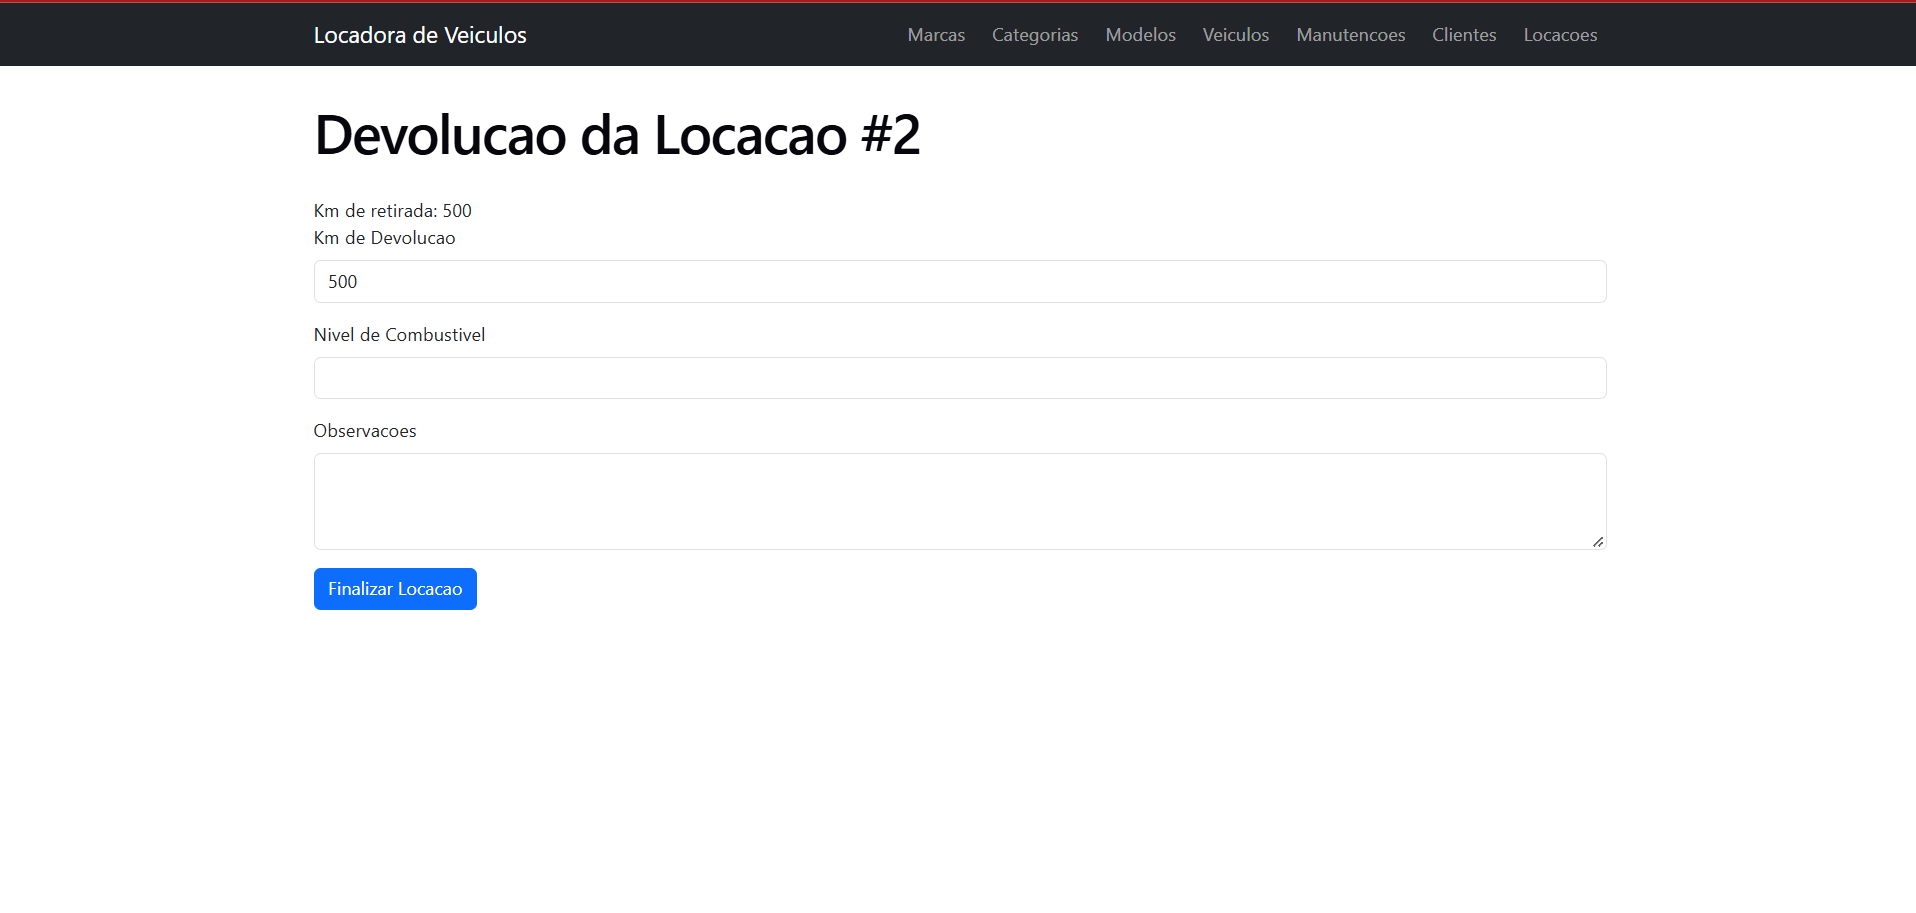 Locadora de Veiculos Marcas Categorias Modelos Veiculos Manutencoes Clientes Locacoes
Devolucao da Locacao #2
Km de retirada: 500
Km de Devolucao
500
Nivel de Combustivel
Observacoes
Finalizar Locacao